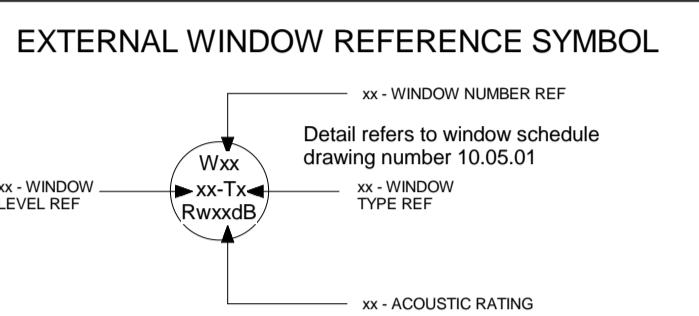 EXTERNAL WINDOW REFERENCE SYMBOL
xx - WINDOW NUMBER REF
Detail refers to window schedule
drawing number 10.05.01
Wxx
xx-Tx
RwxxdB
xx - WINDOW
LEVEL REF
xx - WINDOW
TYPE REF
xx - ACOUSTIC RATING